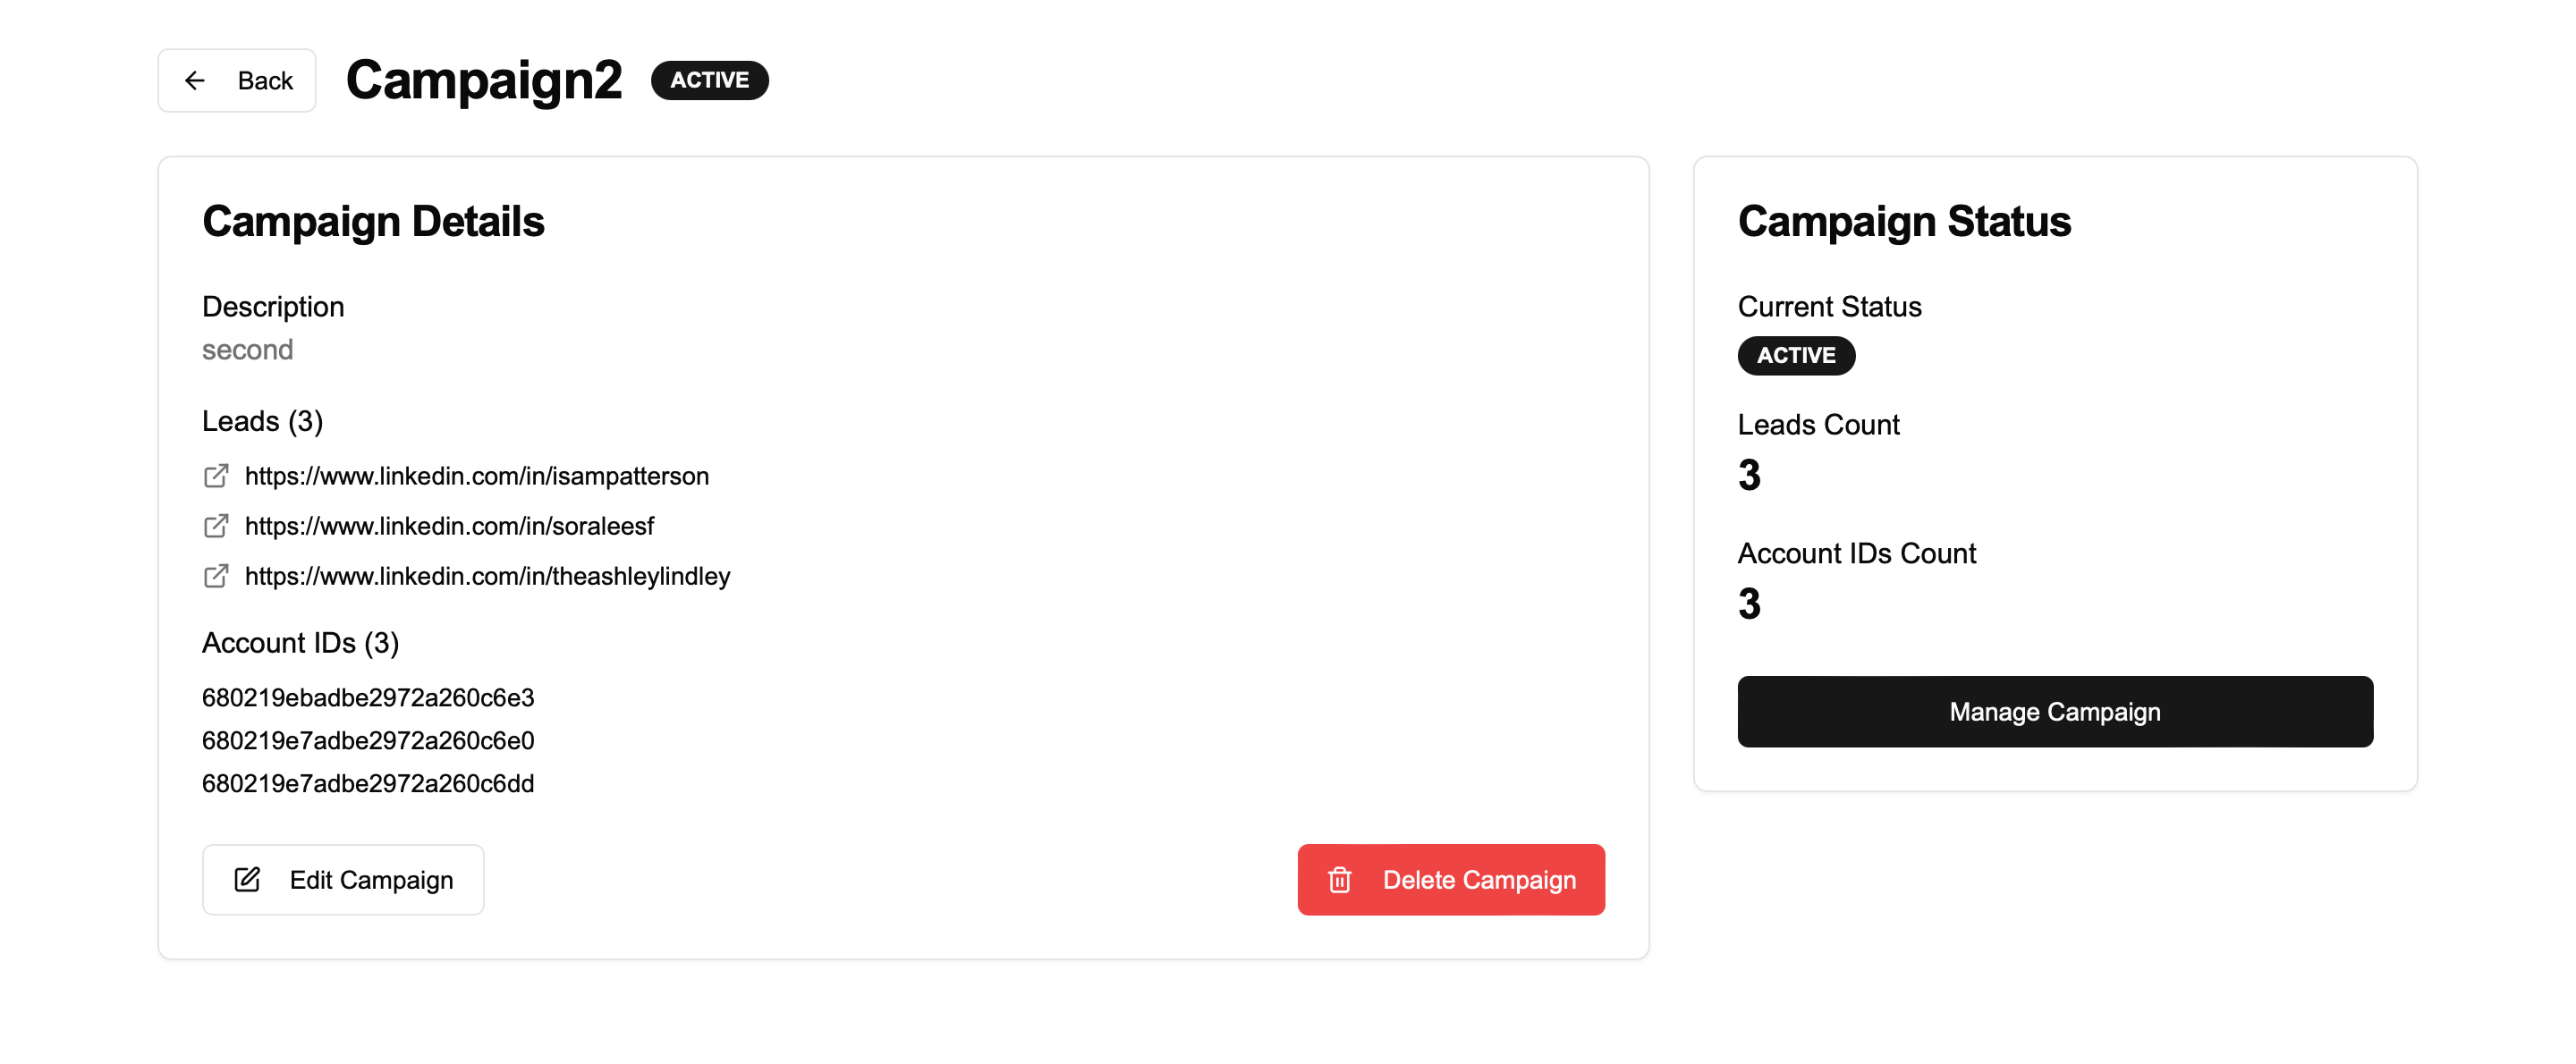 Back
Campaign2
ACTIVE
Campaign Details
Description
second
Leads (3)
https://www.linkedin.com/in/isampatterson
https://www.linkedin.com/in/soraleesf
https://www.linkedin.com/in/theashleylindley
Account IDs (3)
680219ebadbe2972a260c6e3
680219e7adbe2972a260c6e0
680219e7adbe2972a260c6dd
Edit Campaign
Delete Campaign
Campaign Status
Current Status
ACTIVE
Leads Count
3
Account IDs Count
3
Manage Campaign